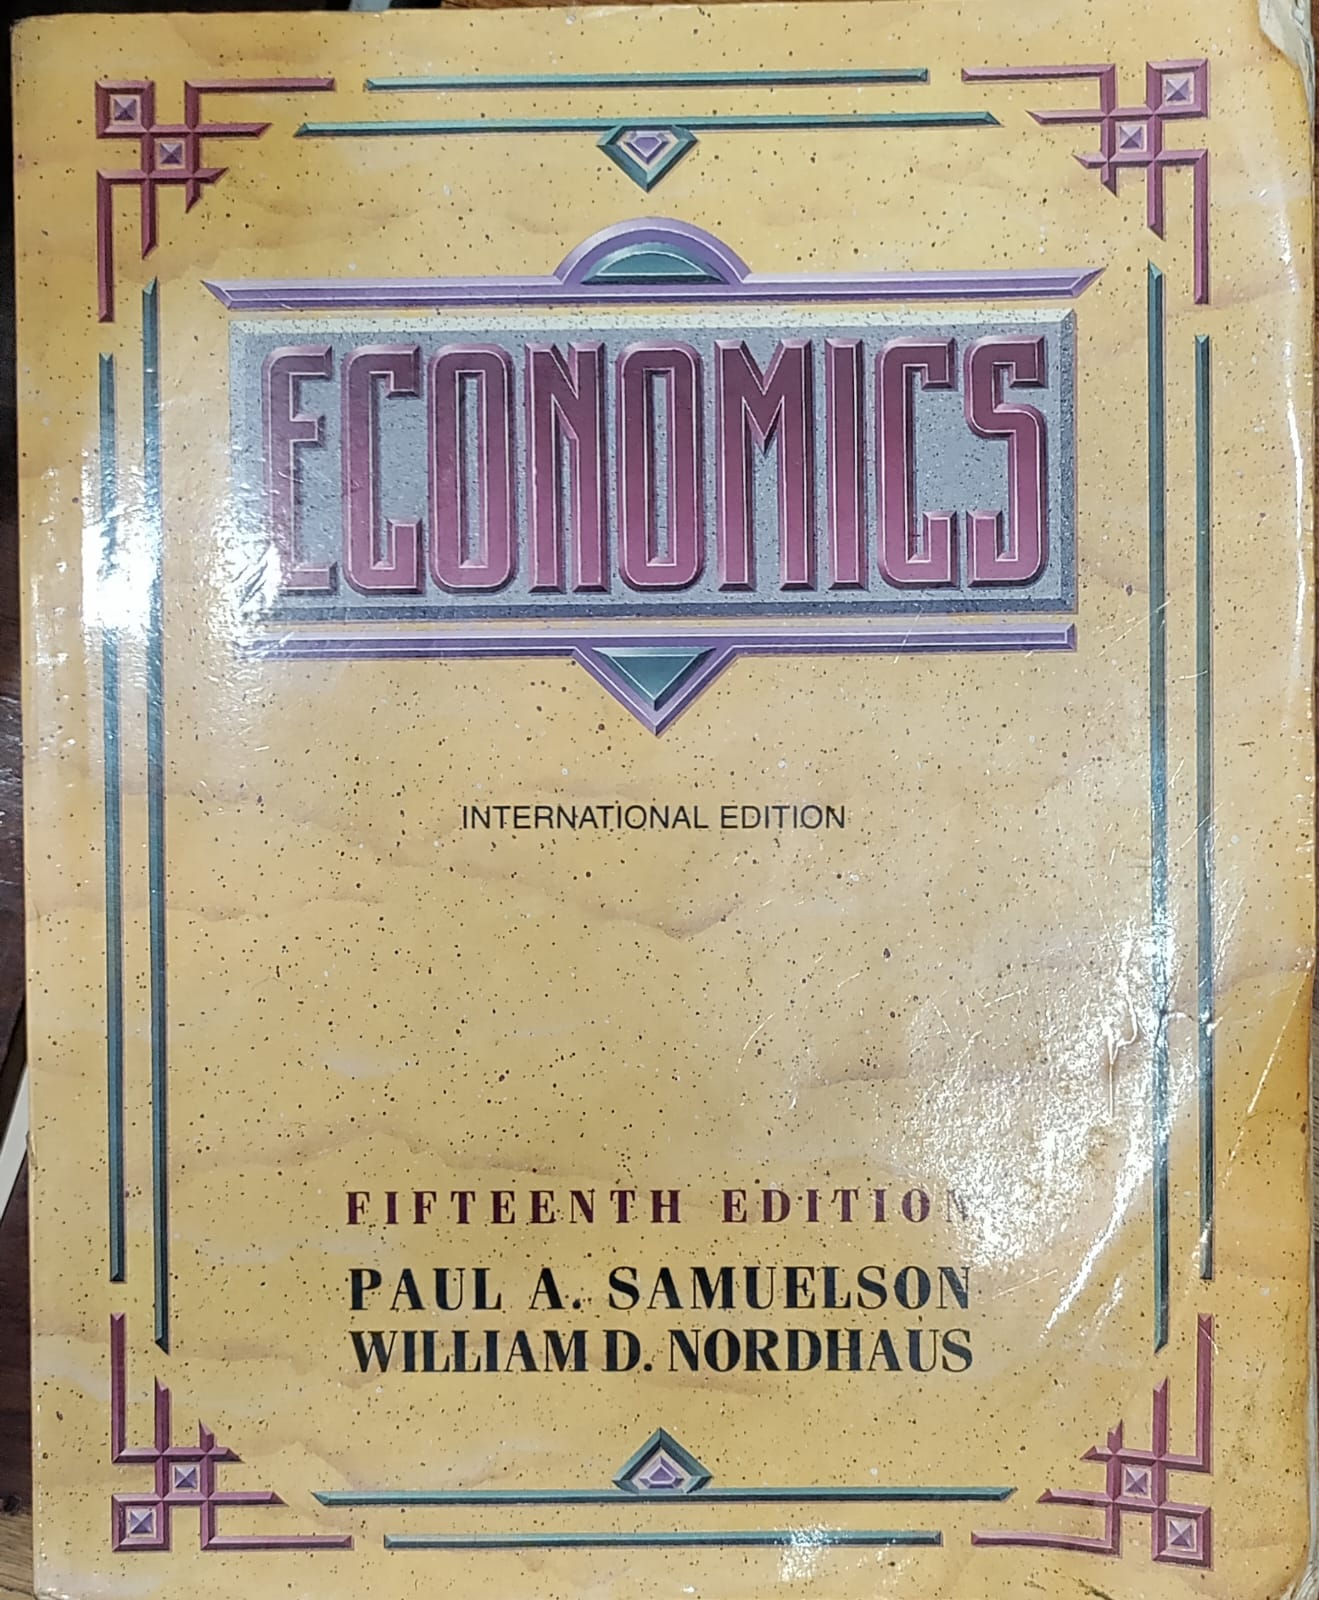 ECONOMICS
INTERNATIONAL EDITION
FIFTEENTH EDITION
PAUL A. SAMUELSON
WILLIAM D. NORDHAUS